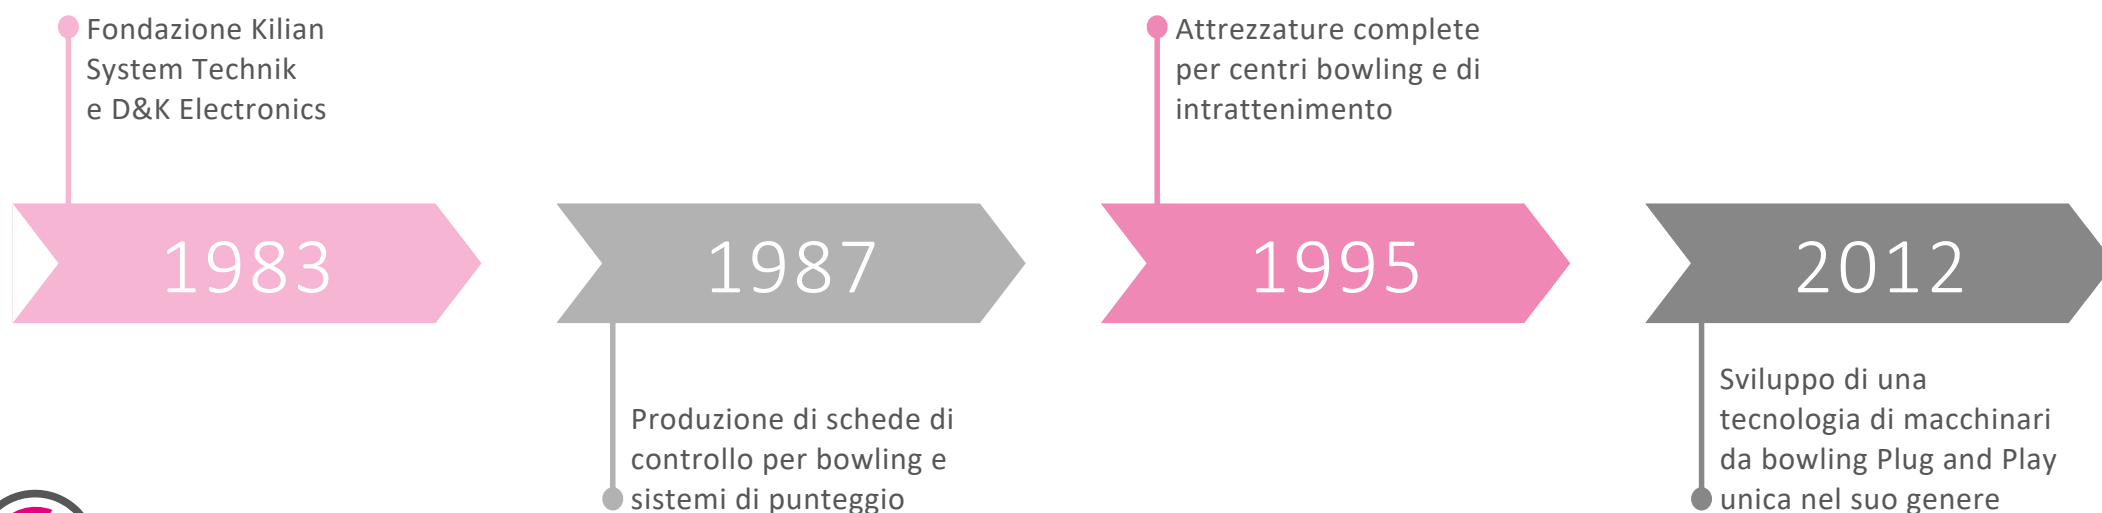 Fondazione Kilian
System Technik
e D&K Electronics
1983
1987
Produzione di schede di
controllo per bowling e
sistemi di punteggio
Attrezzature complete
per centri bowling e di
intrattenimento
1995
2012
Sviluppo di una
tecnologia di macchinari
da bowling Plug and Play
unica nel suo genere